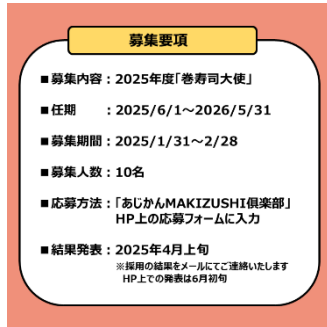 募集要項
■募集内容：2025年度「巻寿司大使」
■任期　　：2025/6/1～2026/5/31
■募集期間：2025/1/31～2/28
■募集人数：10名
■応募方法：「あじかんMAKIZUSHI俱楽部」
HP上の応募フォームに入力
■結果発表：2025年4月上旬
※採用の結果をメールにてご連絡いたします
HP上での発表は6月初旬